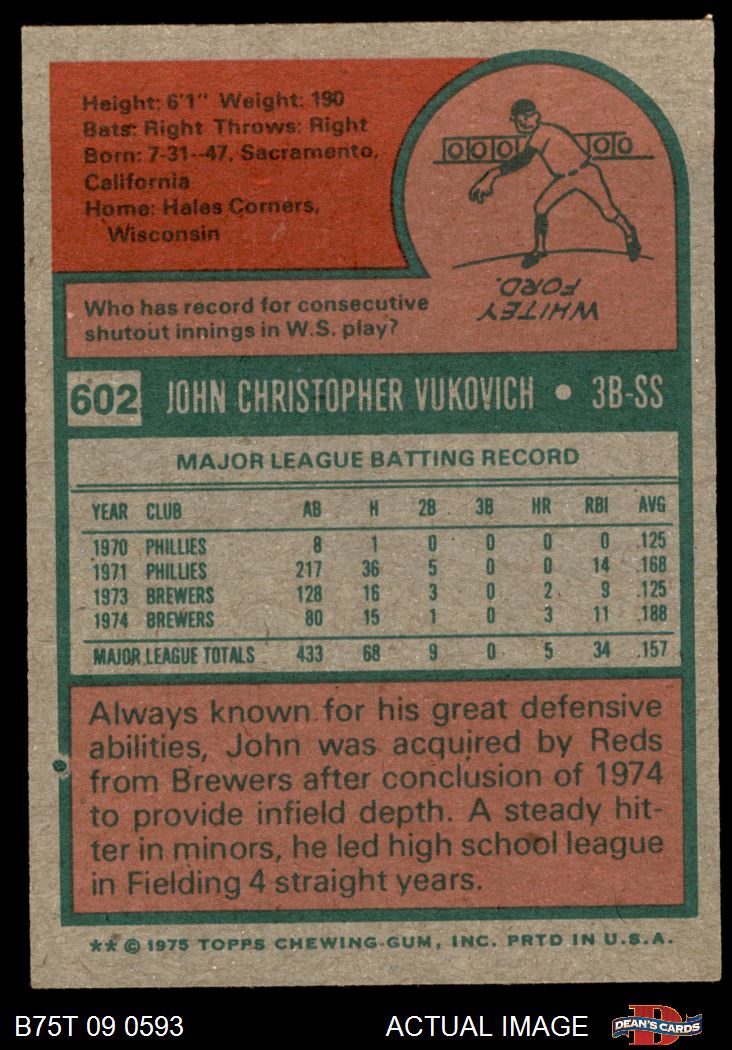 Height: 6'1" Weight: 190
Bats: Right Throws: Right
Born: 7-31-47, Sacramento,
California
Home: Hales Corners,
Wisconsin
0000 00
WHITEY
FORD.
Who has record for consecutive
shutout innings in W.S. play?
602 JOHN CHRISTOPHER VUKOVICH • 3B-SS
MAJOR LEAGUE BATTING RECORD
YEAR CLUB AB H 2B 3B HR RBI AVG
1970 PHILLIES 8 1 0 0 0 0 .125
1971 PHILLIES 217 36 5 0 0 14 .168
1973 BREWERS 128 16 3 0 2 9 .125
1974 BREWERS 80 15 1 0 3 11 .188
MAJOR LEAGUE TOTALS 433 68 9 0 5 34 .157
Always known for his great defensive
abilities, John was acquired by Reds
from Brewers after conclusion of 1974
to provide infield depth. A steady hit-
ter in minors, he led high school league
in Fielding 4 straight years.
** © 1975 TOPPS CHEWING GUM, INC. PRTD IN U.S.A.
B75T 09 0593 ACTUAL IMAGE D DEAN'S CARDS